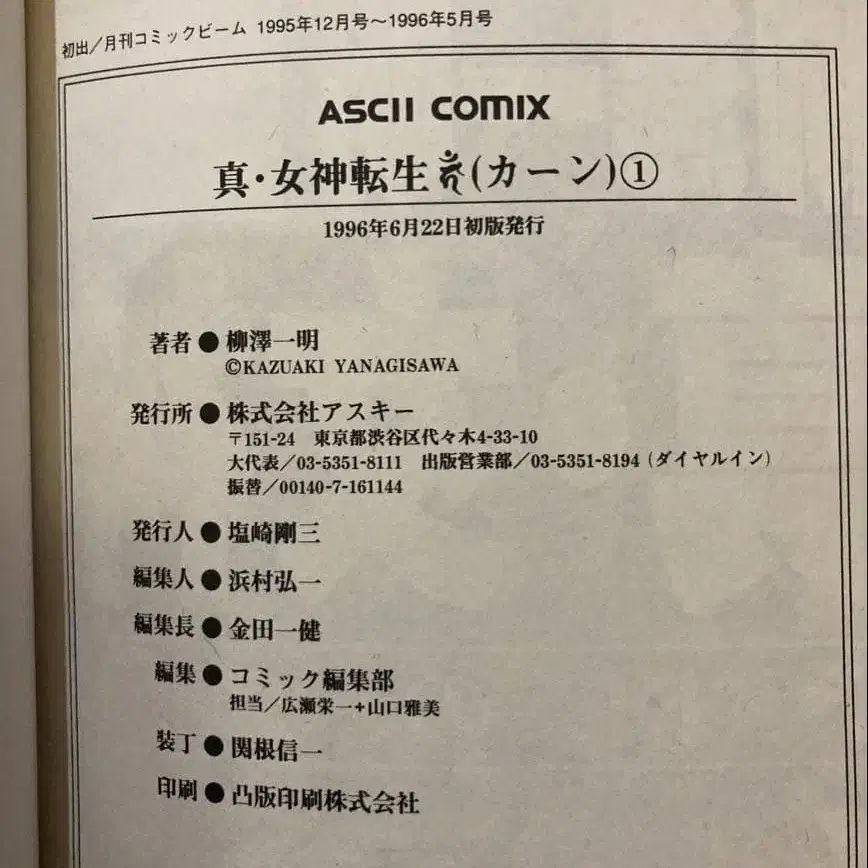 初出／月刊コミックビーム 1995年12月号～1996年5月号
ASCII COMIX
真・女神転生(カーン)①
1996年6月22日初版発行
著者●柳澤一明
©KAZUAKI YANAGISAWA
発行所●株式会社アスキー
〒151-24 東京都渋谷区代々木4-33-10
大代表／03-5351-8111 出版営業部／03-5351-8194（ダイヤルイン）
振替／00140-7-161144
発行人●塩崎剛三
編集人●浜村弘一
編集長●金田一健
編集●コミック編集部
担当／広瀬栄一+山口雅美
装丁●関根信一
印刷●凸版印刷株式会社